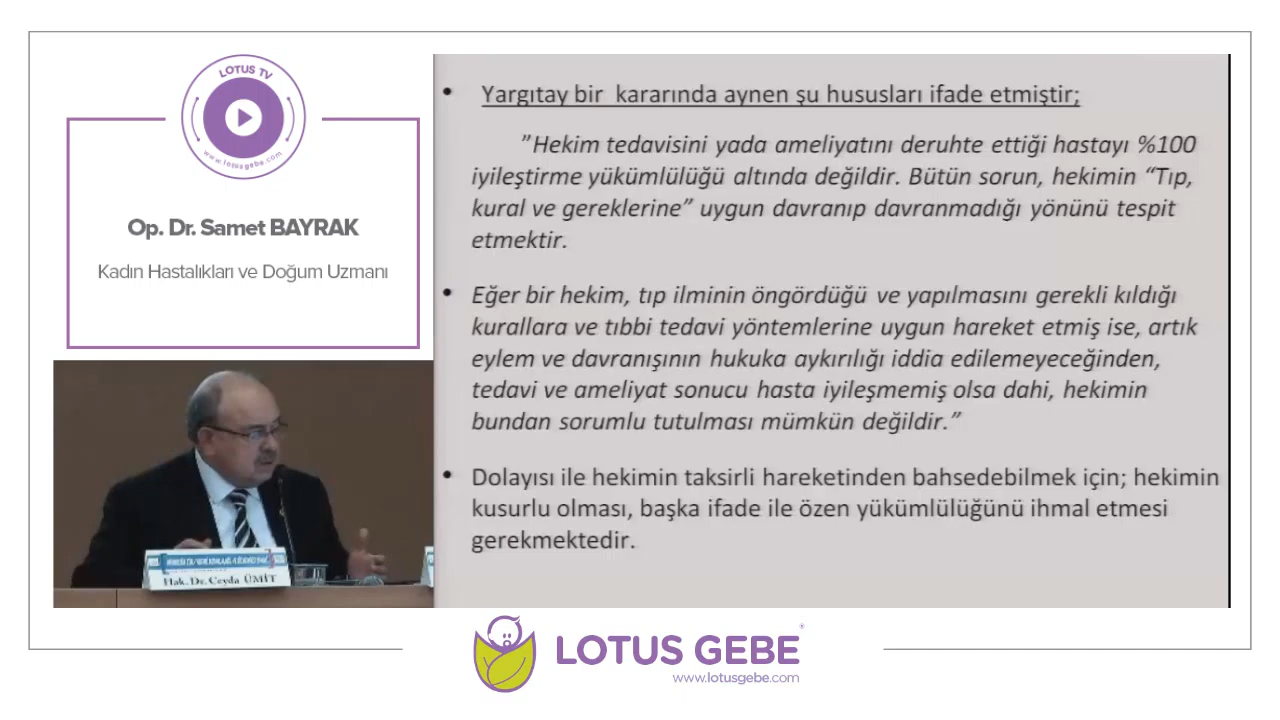 LOTUS TV
www.lotusgebe.com
Op. Dr. Samet BAYRAK
Kadın Hastalıkları ve Doğum Uzmanı
• Yargıtay bir kararında aynen şu hususları ifade etmiştir;
”Hekim tedavisini yada ameliyatını deruhte ettiği hastayı %100
iyileştirme yükümlülüğü altında değildir. Bütün sorun, hekimin “Tıp,
kural ve gereklerine” uygun davranıp davranmadığı yönünü tespit
etmektir.
• Eğer bir hekim, tıp ilminin öngördüğü ve yapılmasını gerekli kıldığı
kurallara ve tıbbi tedavi yöntemlerine uygun hareket etmiş ise, artık
eylem ve davranışının hukuka aykırılığı iddia edilemeyeceğinden,
tedavi ve ameliyat sonucu hasta iyileşmemiş olsa dahi, hekimin
bundan sorumlu tutulması mümkün değildir.”
• Dolayısı ile hekimin taksirli hareketinden bahsedebilmek için; hekimin
kusurlu olması, başka ifade ile özen yükümlülüğünü ihmal etmesi
gerekmektedir.
Hak. Dr. Ceyda ÜMİT
LOTUS GEBE
www.lotusgebe.com